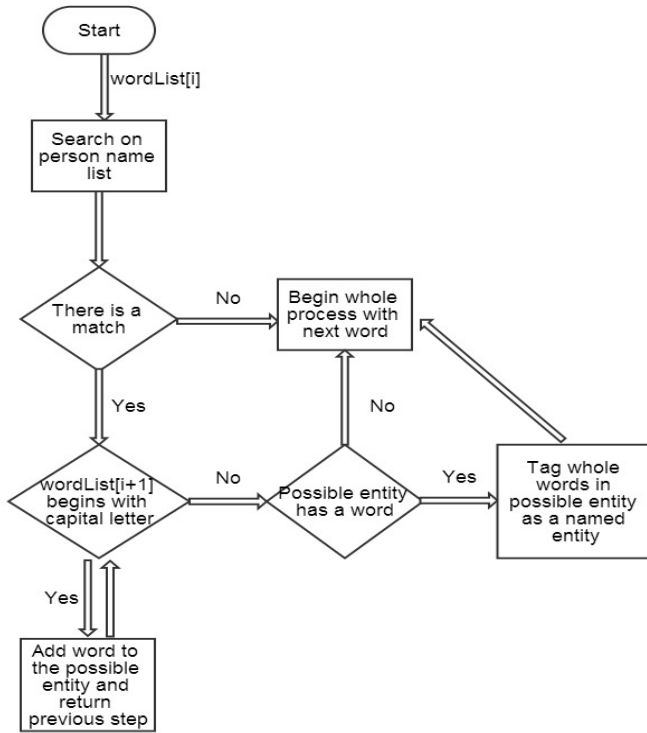 Start
wordList[i]
Search on
person name
list
There is a
match
No
Begin whole
process with
next word
Yes
No
wordList[i+1]
begins with
capital letter
No
Possible entity
has a word
Yes
Tag whole
words in
possible entity
as a named
entity
Yes
Add word to
the possible
entity and
return
previous step